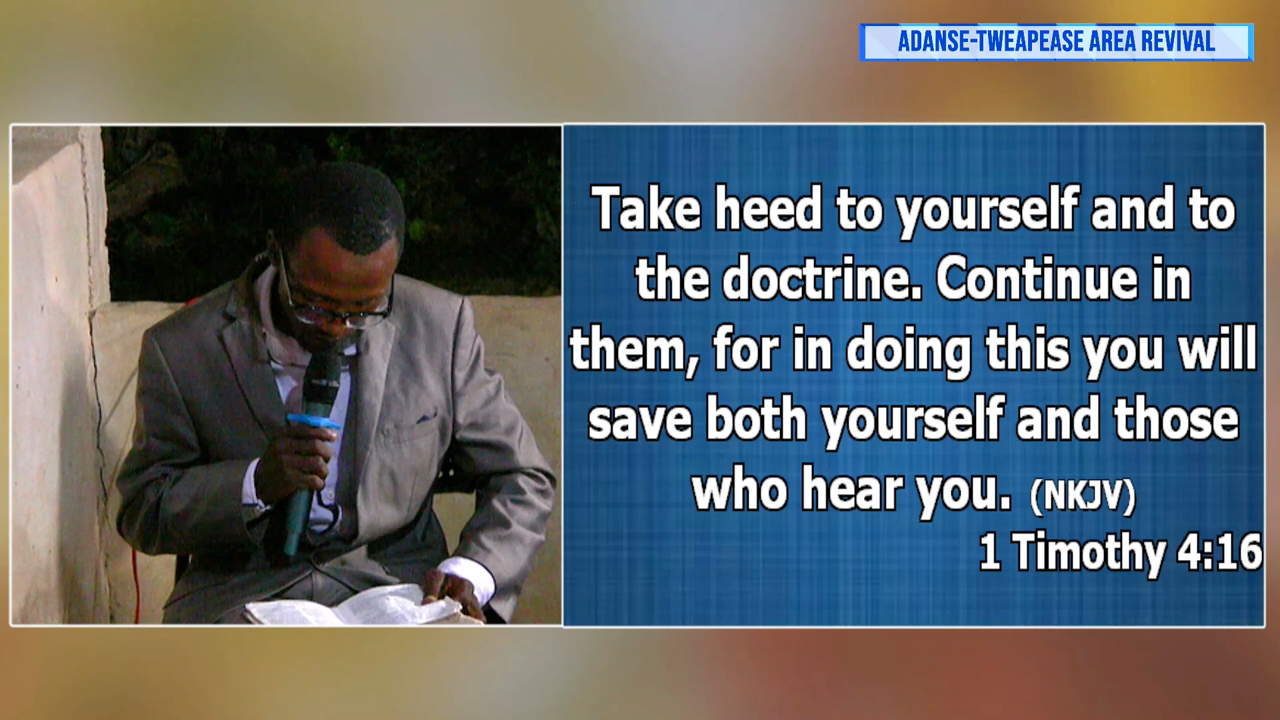 ADANSE-TWEAPEASE AREA REVIVAL
Take heed to yourself and to
the doctrine. Continue in
them, for in doing this you will
save both yourself and those
who hear you. (NKJV)
1 Timothy 4:16